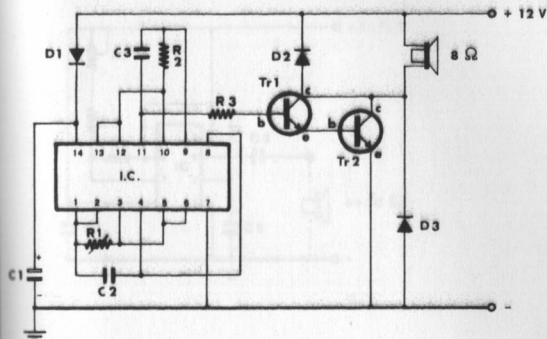 + 12 V
D1
C3
R 2
D2
8 Ω
Tr1
c
R 3
b
e
b
c
e
Tr2
14 13 12 11 10 9 8
I.C.
1 2 3 4 5 6 7
R1
D3
C1
+
-
C2
-